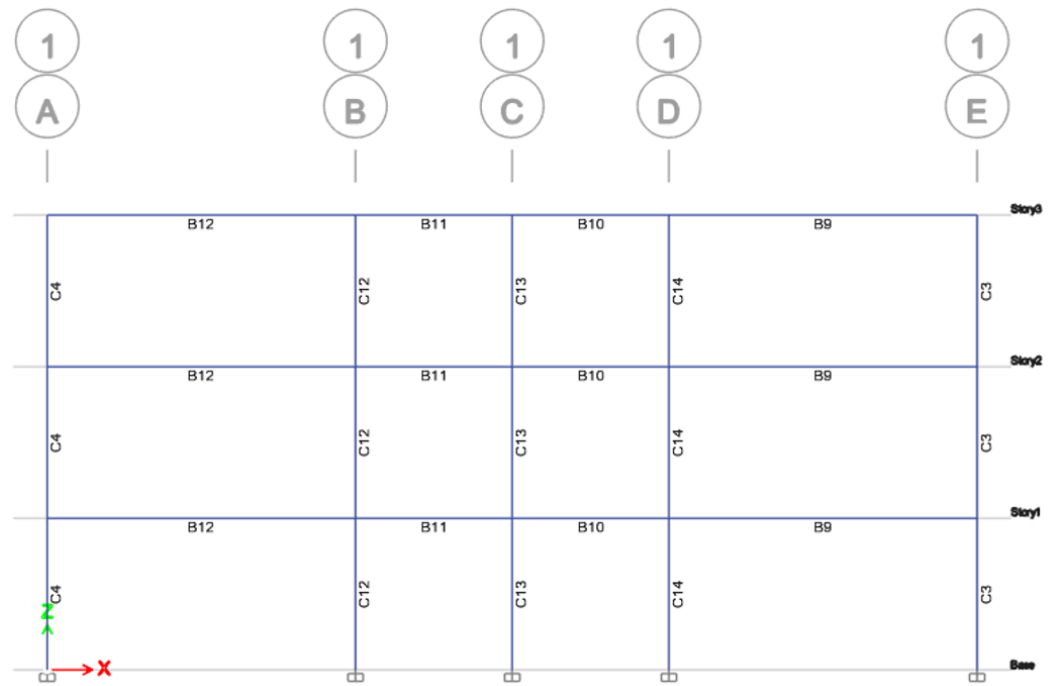 1 1 1 1 1
A B C D E
Story3
B12 B11 B10 B9
C4 C12 C13 C14 C3
Story2
B12 B11 B10 B9
C4 C12 C13 C14 C3
Story1
B12 B11 B10 B9
C4 C12 C13 C14 C3
Z
X
Base